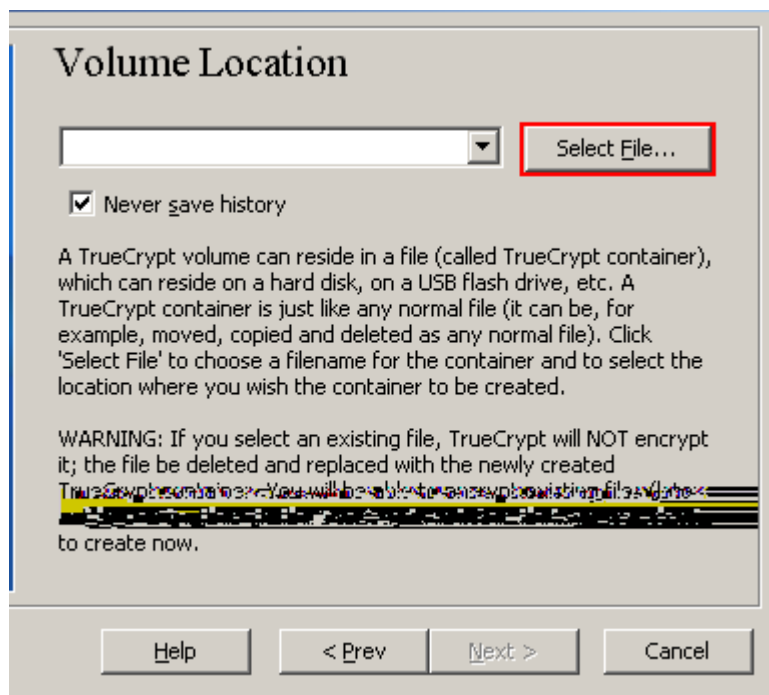 Volume Location
Select File...
Never save history
A TrueCrypt volume can reside in a file (called TrueCrypt container),
which can reside on a hard disk, on a USB flash drive, etc. A
TrueCrypt container is just like any normal file (it can be, for
example, moved, copied and deleted as any normal file). Click
'Select File' to choose a filename for the container and to select the
location where you wish the container to be created.
WARNING: If you select an existing file, TrueCrypt will NOT encrypt
it; the file be deleted and replaced with the newly created
to create now.
Help
< Prev
Next >
Cancel